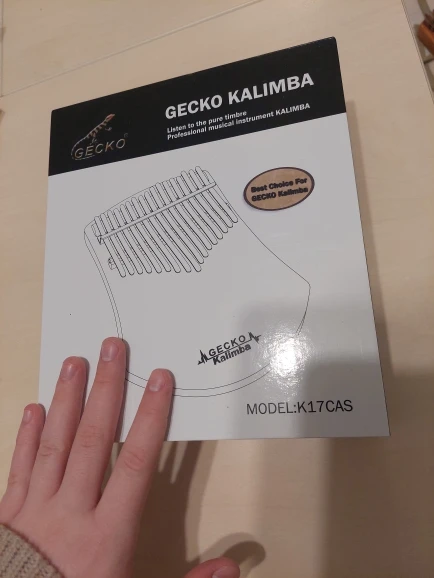 GECKO KALIMBA
Listen to the pure timbre
Professional musical instrument KALIMBA
GECKO®
Best Choice For
GECKO Kalimba
GECKO
Kalimba
MODEL:K17CAS